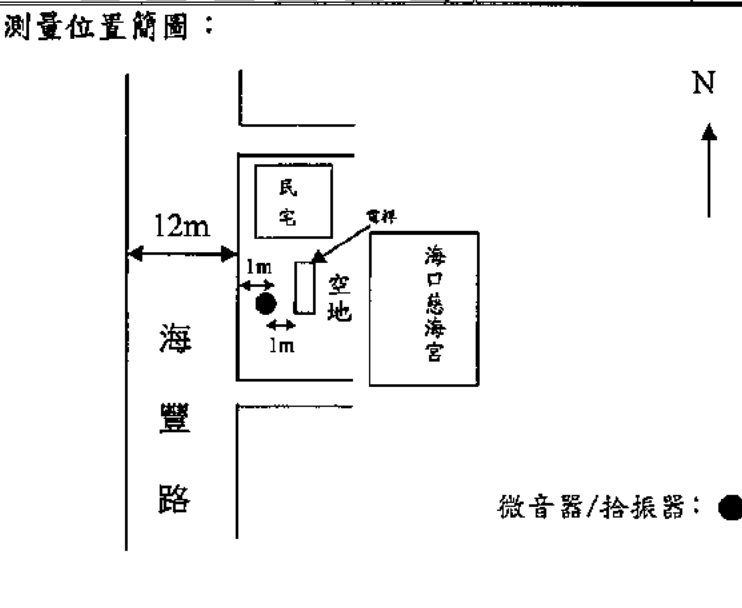 測量位置簡圖：
N
民宅
電桿
12m
1m
空地
海口慈海宮
1m
海豐路
微音器/拾振器：